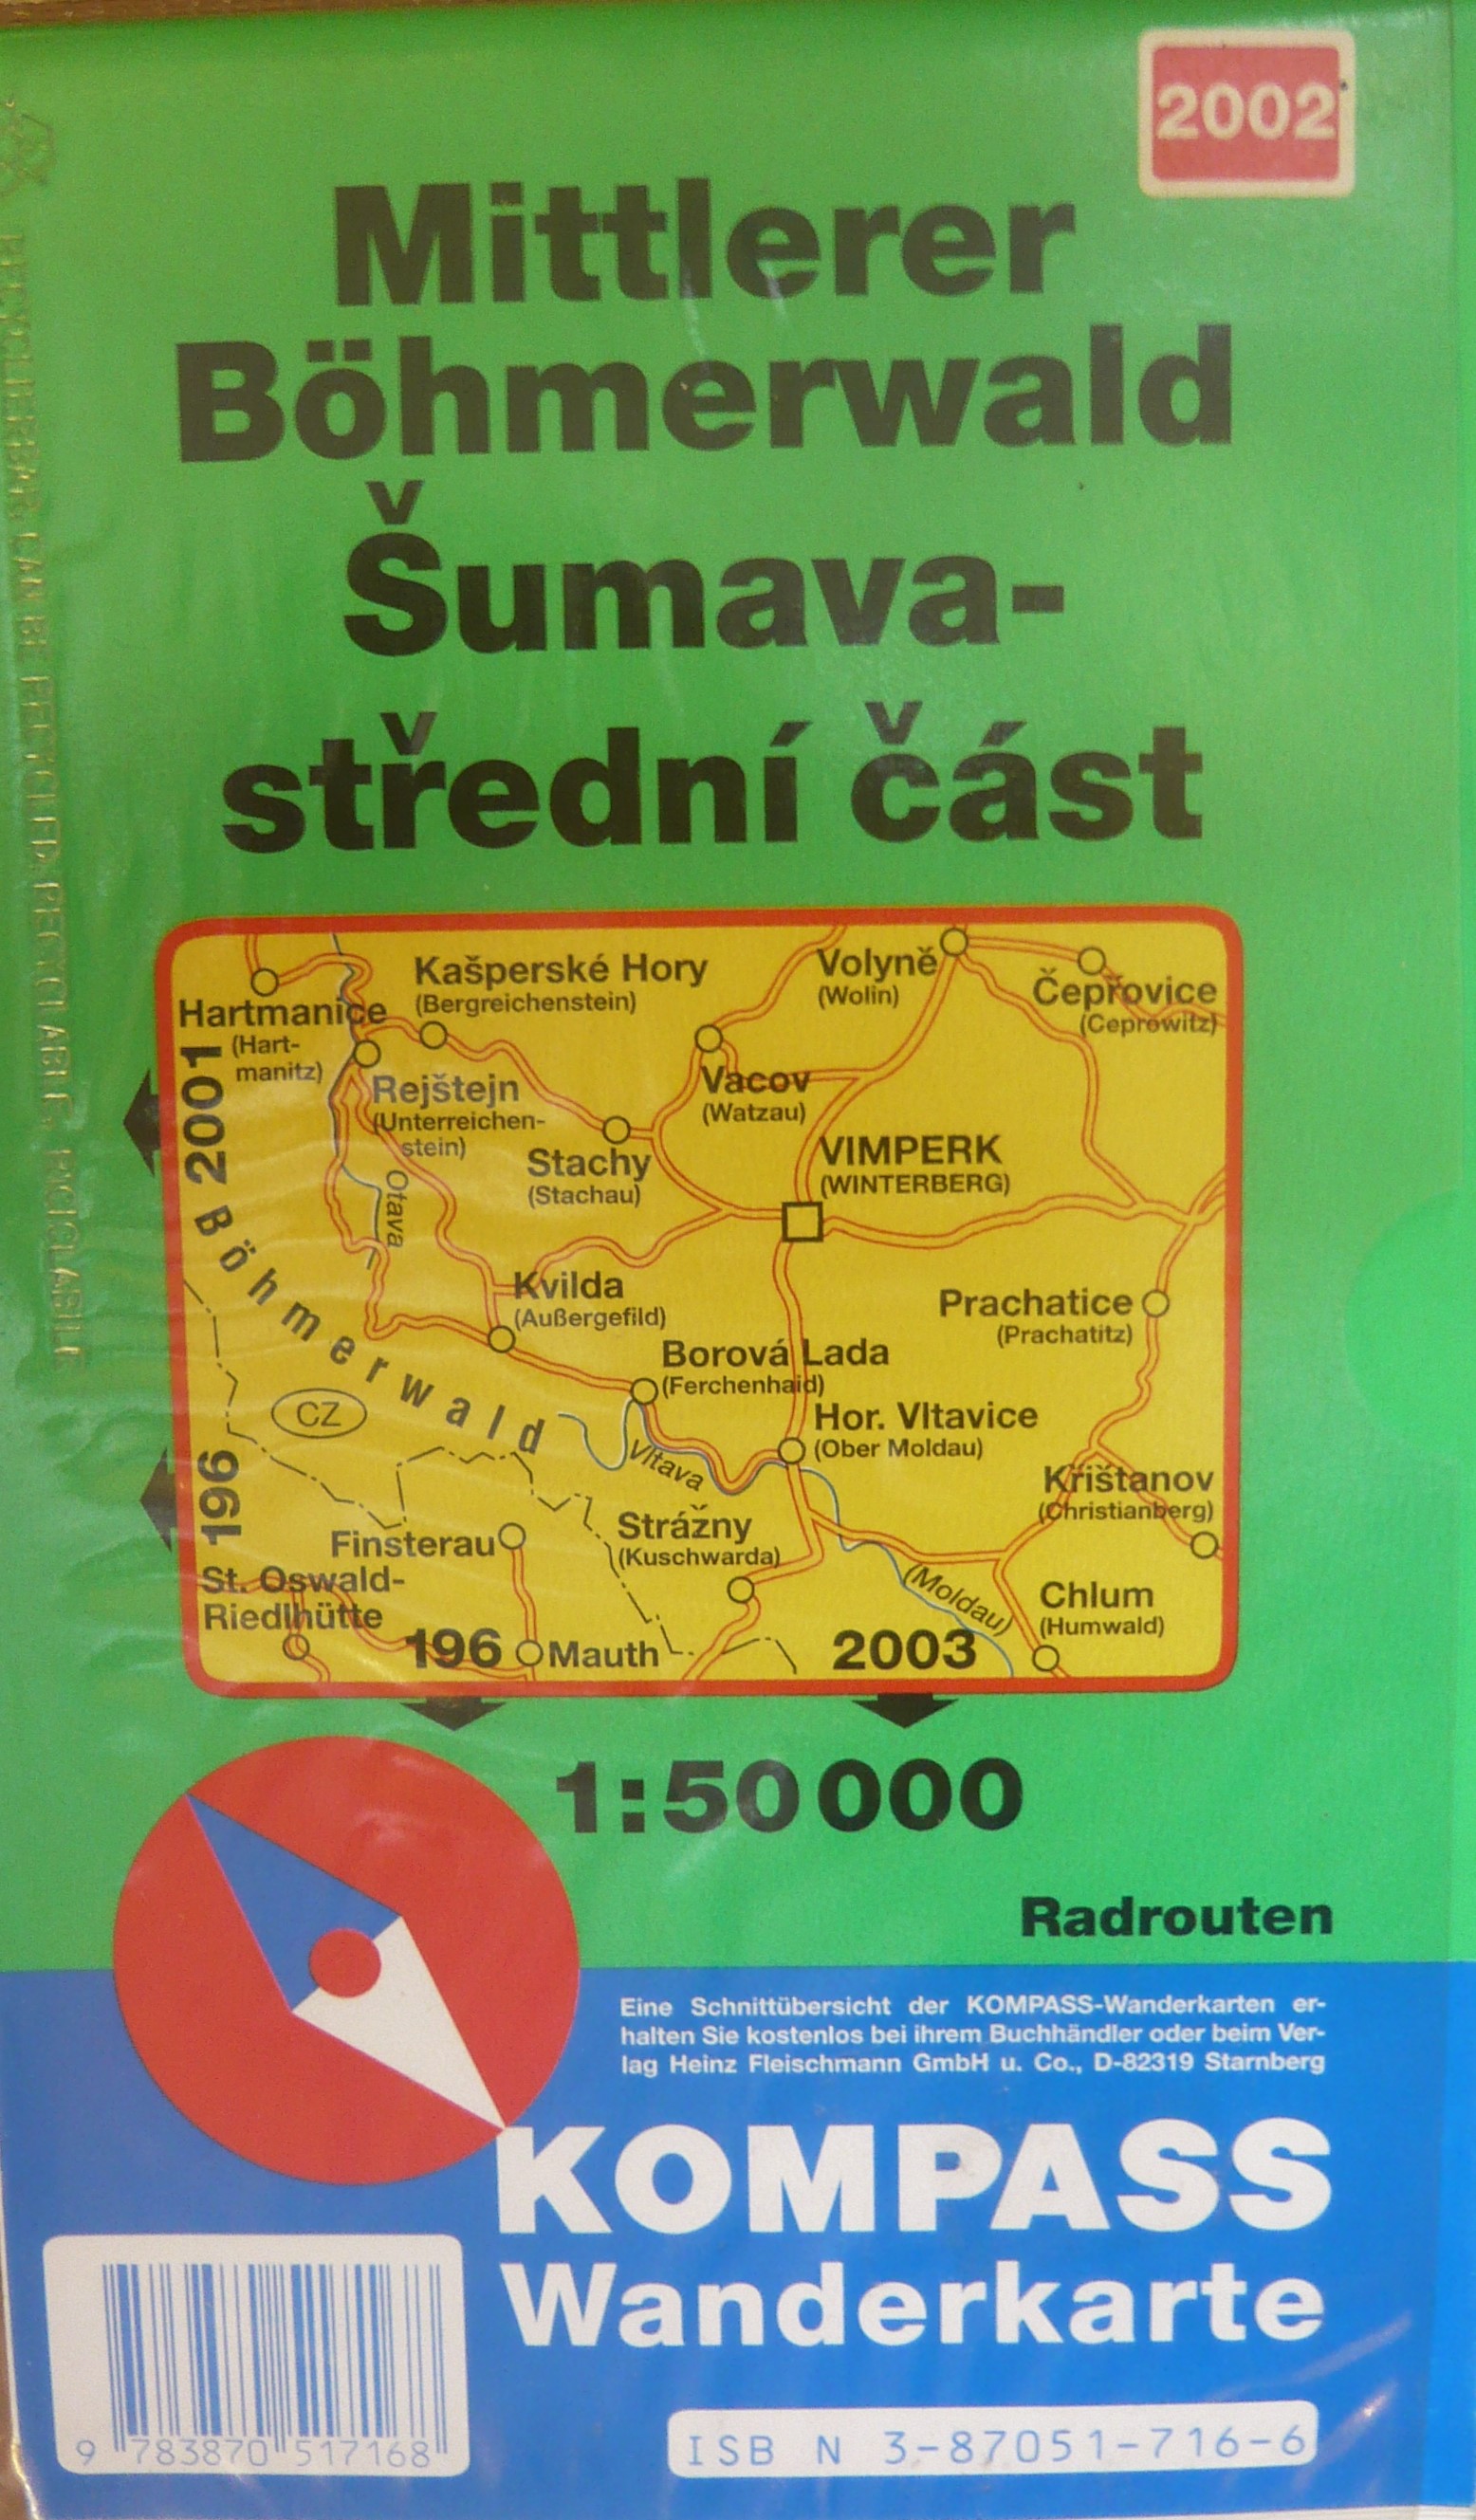 2002
Mittlerer
Böhmerwald
Šumava-
střední část
Kašperské Hory
(Bergreichenstein)
Volyně
(Wolin)
Čepřovice
(Ceprowitz)
Hartmanice
(Hart-
manitz)
2001
Rejštejn
(Unterreichen-
stein)
Vacov
(Watzau)
Stachy
(Stachau)
VIMPERK
(WINTERBERG)
Otava
Böhmerwald
Kvilda
(Außergefild)
Prachatice
(Prachatitz)
Borová Lada
(Ferchenhaid)
CZ
Hor. Vltavice
(Ober Moldau)
Vltava
196
Křištanov
(Christianberg)
Finsterau
Strážny
(Kuschwarda)
St. Oswald-
Riedlhütte
(Moldau)
Chlum
(Humwald)
196
Mauth
2003
1:50 000
Radrouten
Eine Schnittübersicht der KOMPASS-Wanderkarten er-
halten Sie kostenlos bei ihrem Buchhändler oder beim Ver-
lag Heinz Fleischmann GmbH u. Co., D-82319 Starnberg
KOMPASS
Wanderkarte
9 783870 517168
ISB N 3-87051-716-6